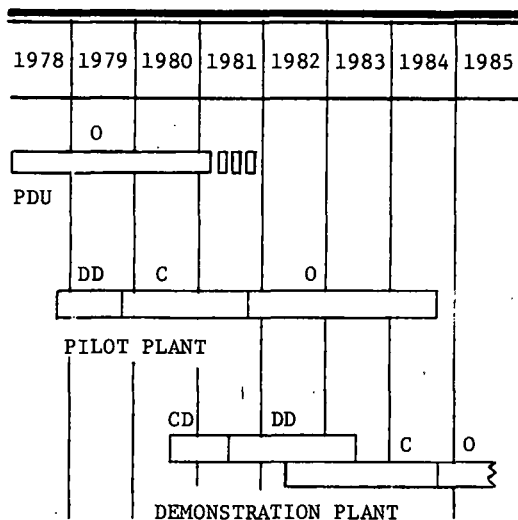 1978 1979 1980 1981 1982 1983 1984 1985
O
PDU
DD C O
PILOT PLANT
CD DD
C O
DEMONSTRATION PLANT